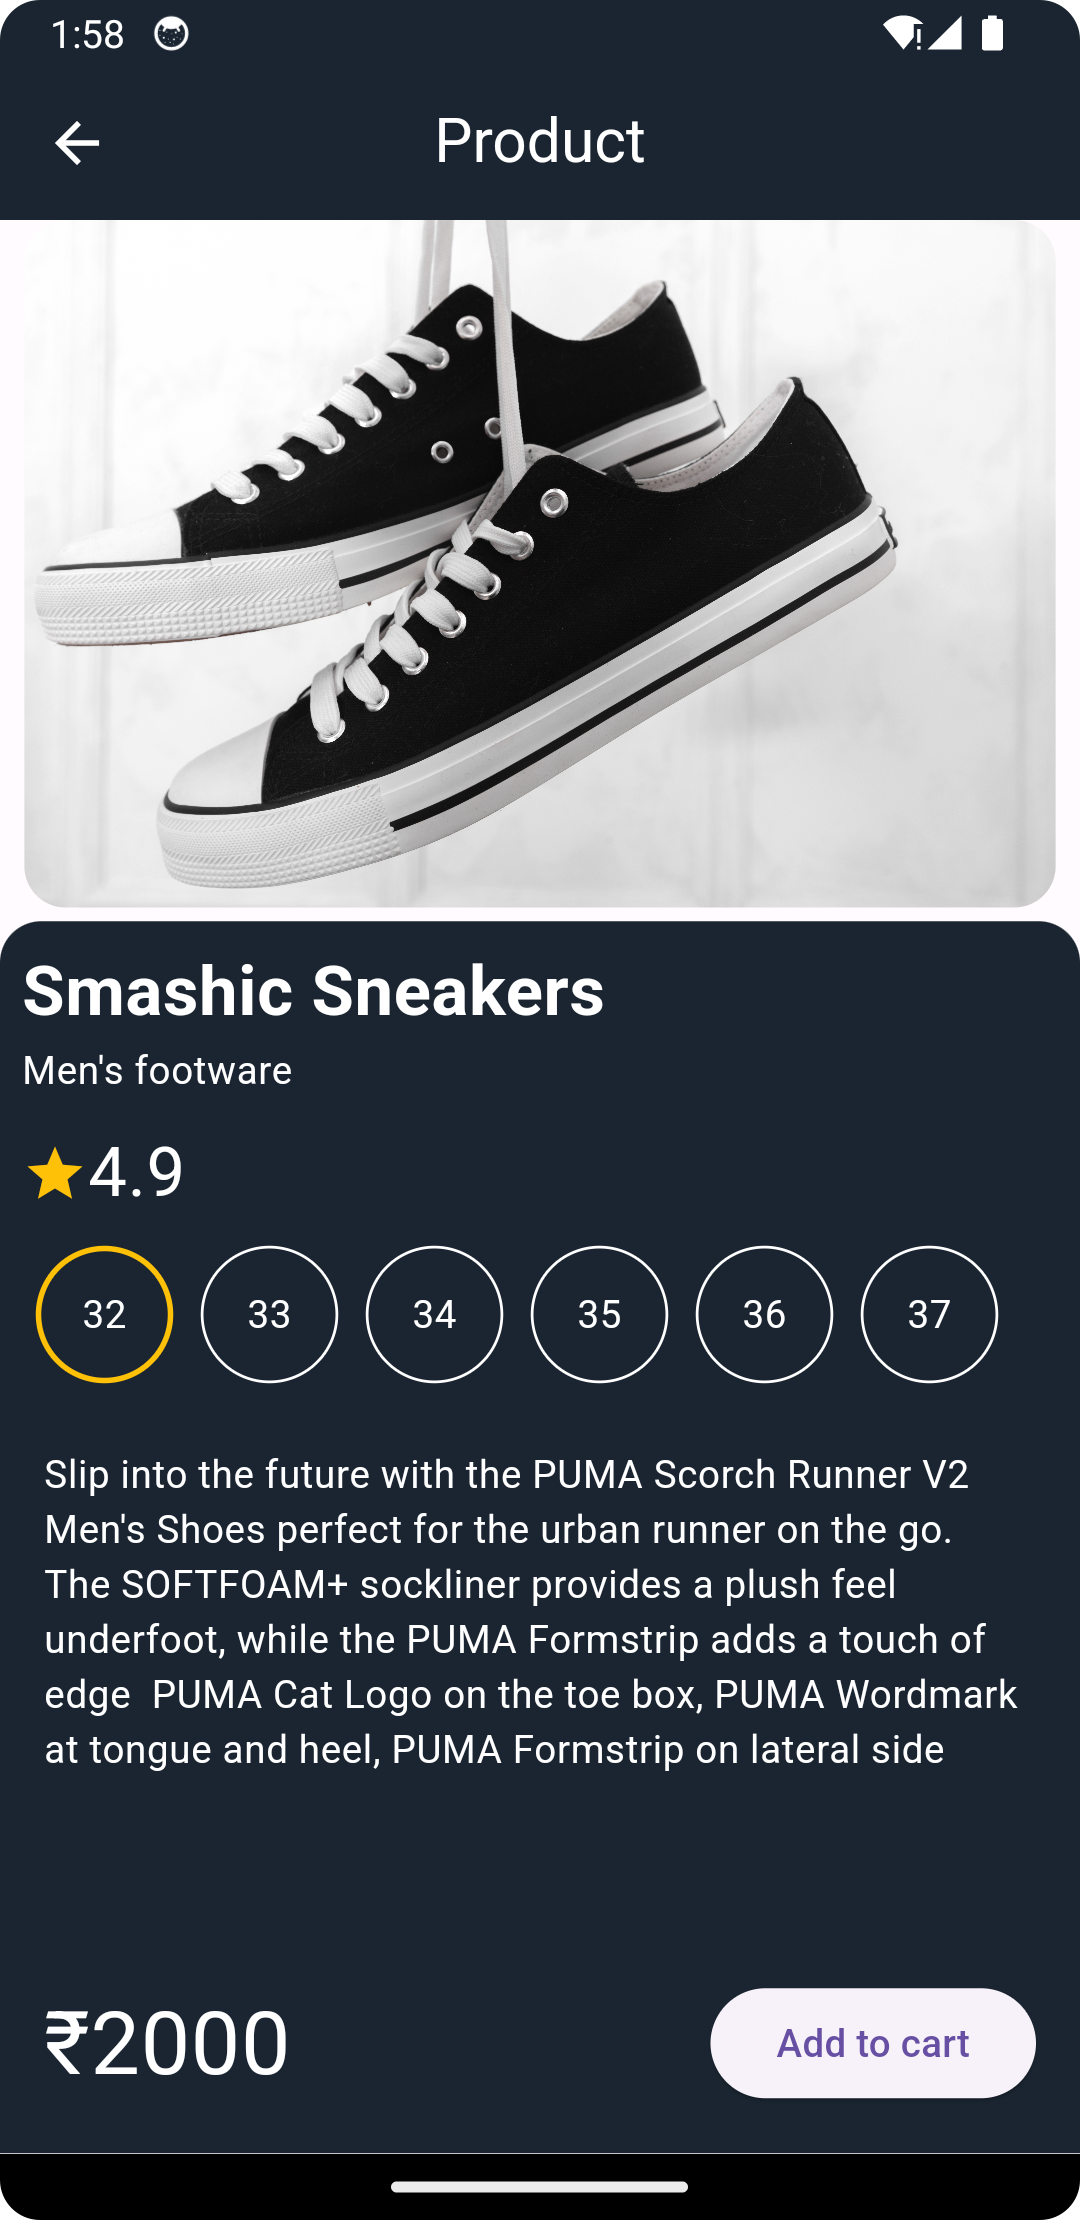 1:58
Product
Smashic Sneakers
Men's footware
4.9
32 33 34 35 36 37
Slip into the future with the PUMA Scorch Runner V2
Men's Shoes perfect for the urban runner on the go.
The SOFTFOAM+ sockliner provides a plush feel
underfoot, while the PUMA Formstrip adds a touch of
edge  PUMA Cat Logo on the toe box, PUMA Wordmark
at tongue and heel, PUMA Formstrip on lateral side
₹2000
Add to cart